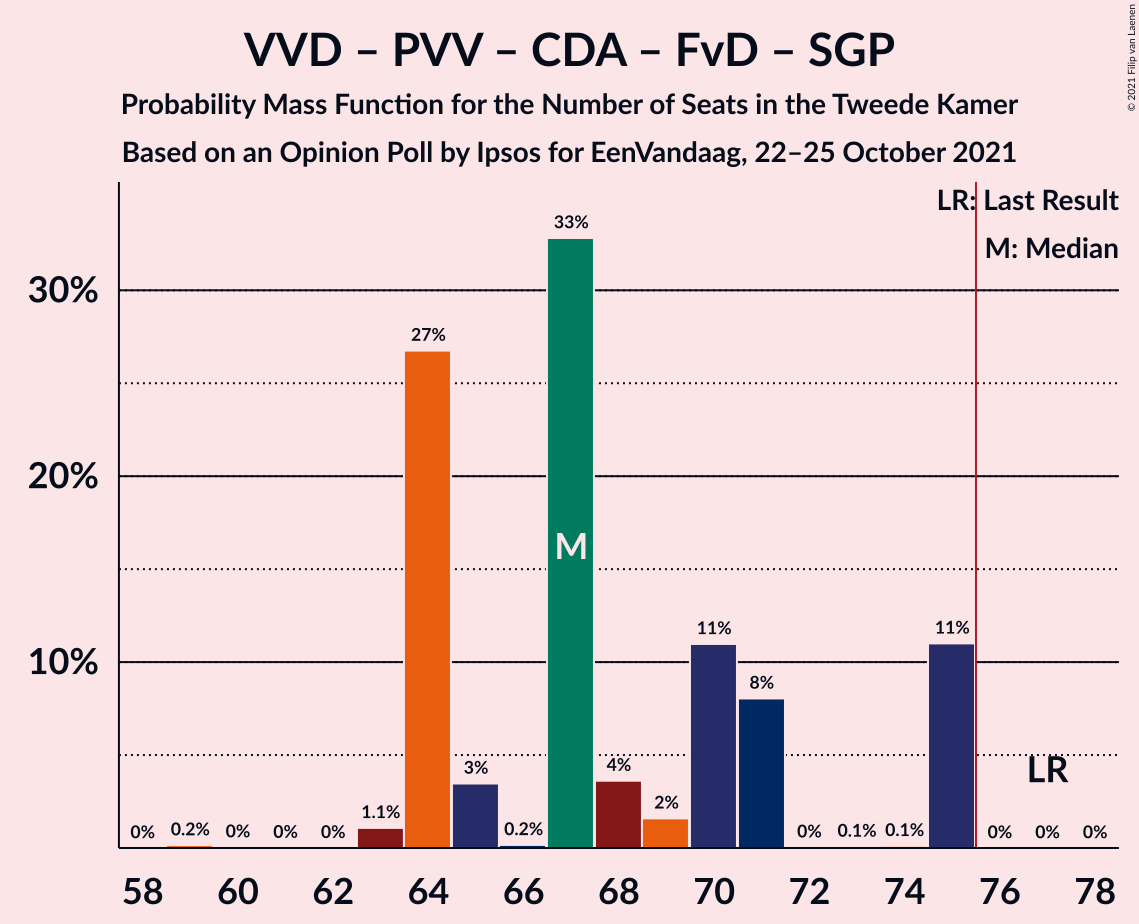 VVD – PVV – CDA – FvD – SGP
Probability Mass Function for the Number of Seats in the Tweede Kamer
Based on an Opinion Poll by Ipsos for EenVandaag, 22–25 October 2021
© 2021 Filip van Laenen
LR: Last Result
M: Median
30%
20%
10%
0%
0.2%
0%
0%
0%
1.1%
27%
3%
0.2%
33%
4%
2%
11%
8%
0%
0.1%
0.1%
11%
0%
0%
0%
M
LR
58 60 62 64 66 68 70 72 74 76 78